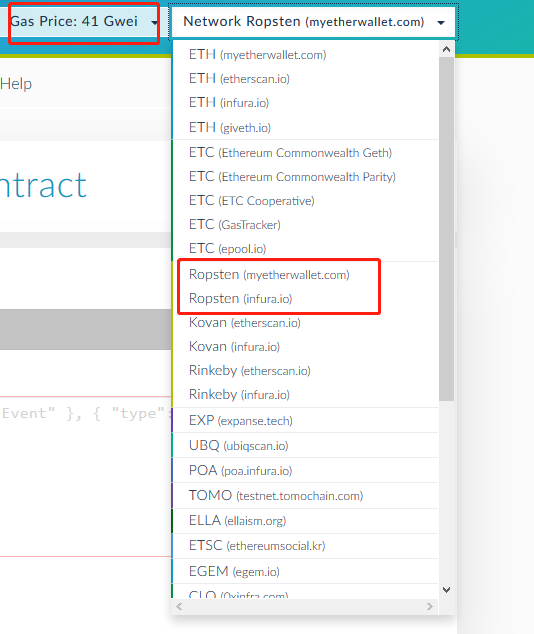 Gas Price: 41 Gwei
Network Ropsten (myetherwallet.com)
Help
ntract
ETH (myetherwallet.com)
ETH (etherscan.io)
ETH (infura.io)
ETH (giveth.io)
ETC (Ethereum Commonwealth Geth)
ETC (Ethereum Commonwealth Parity)
ETC (ETC Cooperative)
ETC (GasTracker)
ETC (epool.io)
Ropsten (myetherwallet.com)
Ropsten (infura.io)
Kovan (etherscan.io)
Kovan (infura.io)
Rinkeby (etherscan.io)
Rinkeby (infura.io)
Event" }, { "type":
EXP (expanse.tech)
UBQ (ubiqscan.io)
POA (poa.infura.io)
TOMO (testnet.tomochain.com)
ELLA (ellaism.org)
ETSC (ethereumsocial.kr)
EGEM (egem.io)
CLO (0xinfra.com)